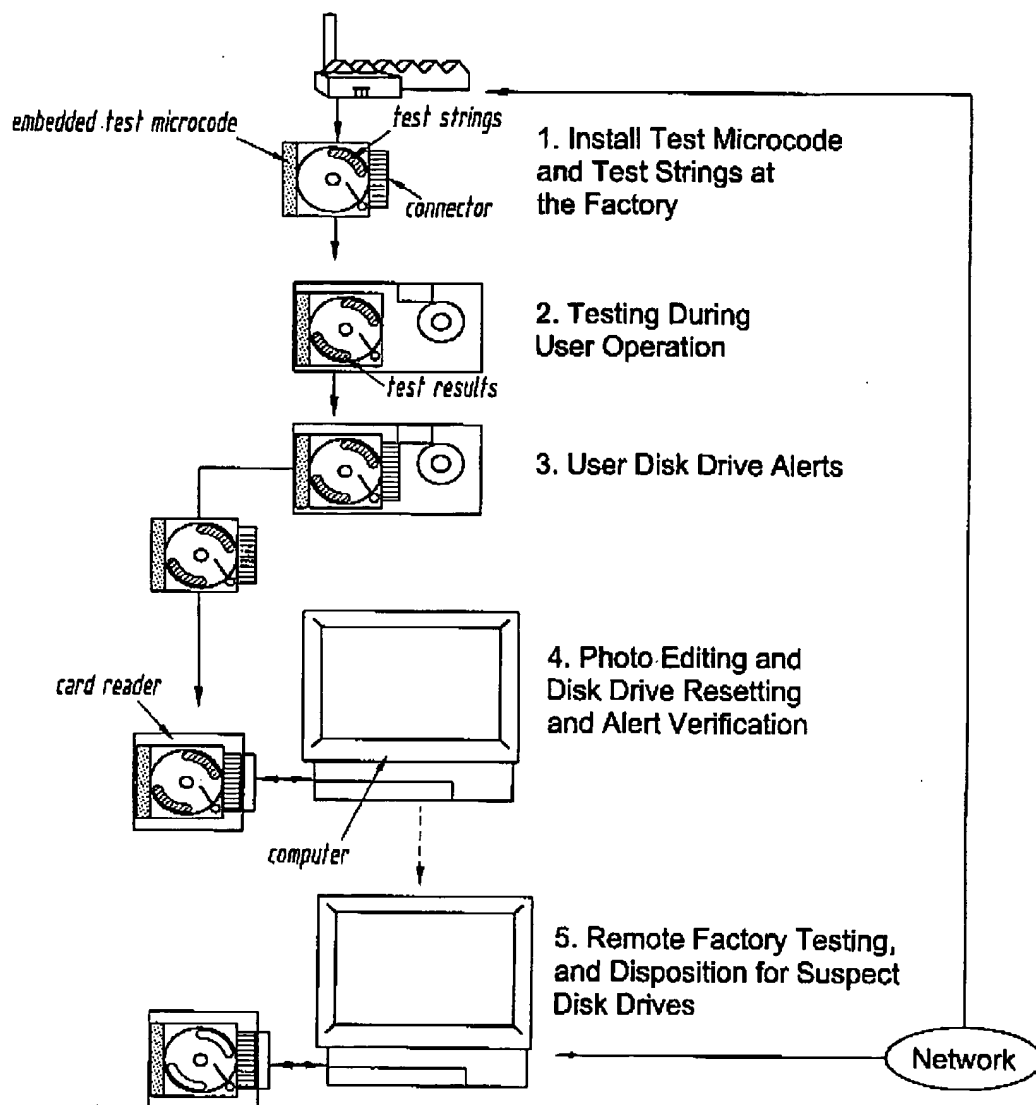 embedded test microcode
test strings
connector
1. Install Test Microcode
and Test Strings at
the Factory
2. Testing During
User Operation
test results
3. User Disk Drive Alerts
card reader
4. Photo Editing and
Disk Drive Resetting
and Alert Verification
computer
5. Remote Factory Testing,
and Disposition for Suspect
Disk Drives
Network